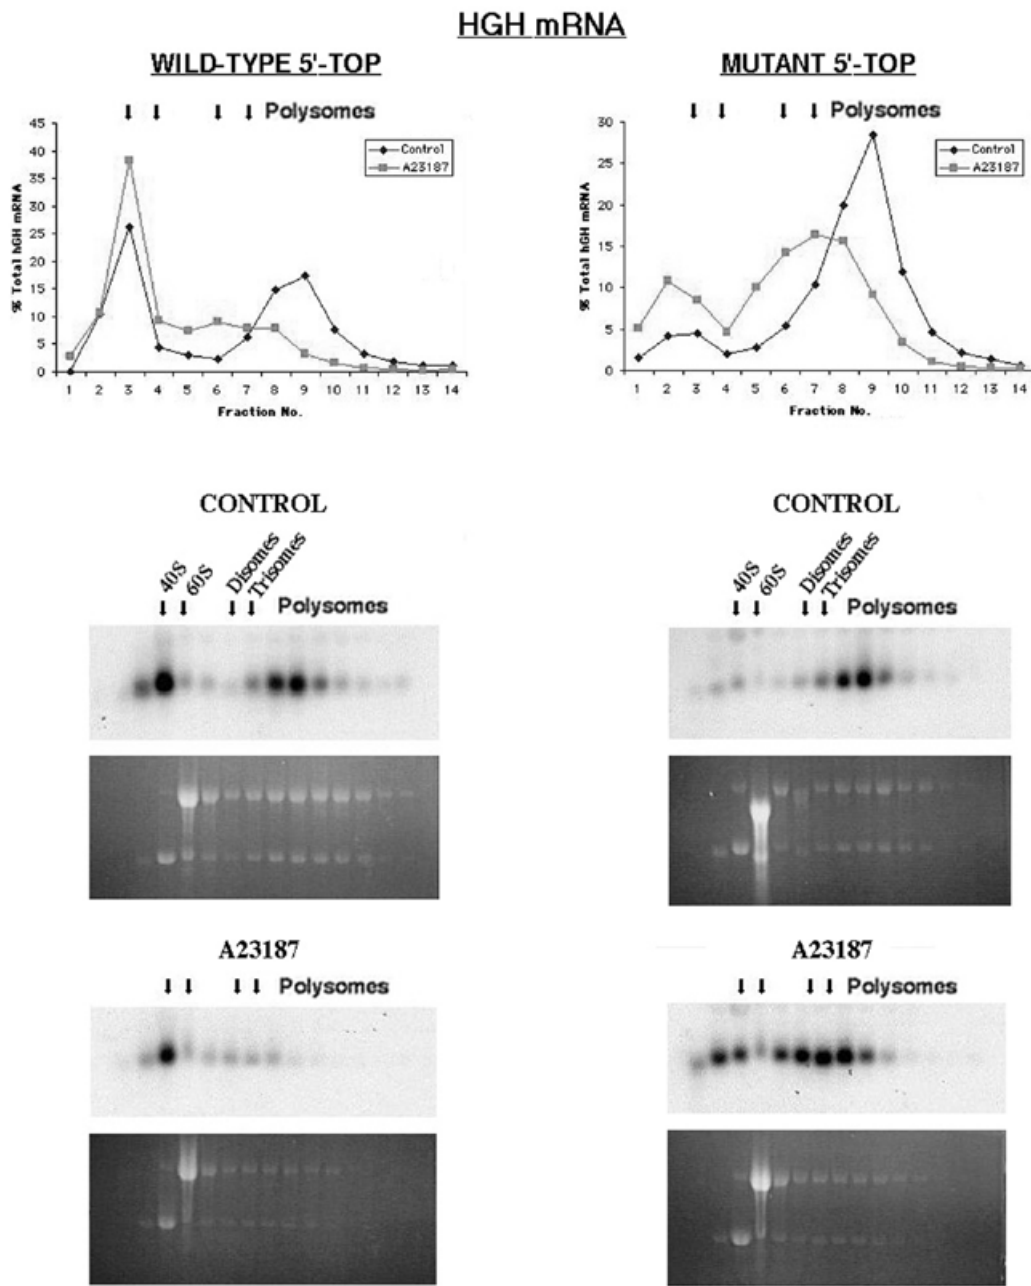 HGH mRNA
WILD-TYPE 5'-TOP
MUTANT 5'-TOP
Polysomes
45
40
35
30
25
20
15
10
5
0
% Total hGH mRNA
Control
A23187
1 2 3 4 5 6 7 8 9 10 11 12 13 14
Fraction No.
Polysomes
30
25
20
15
10
5
0
% Total hGH mRNA
Control
A23187
1 2 3 4 5 6 7 8 9 10 11 12 13 14
Fraction No.
CONTROL
40S
60S
Disomes
Trisomes
Polysomes
CONTROL
40S
60S
Disomes
Trisomes
Polysomes
A23187
Polysomes
A23187
Polysomes